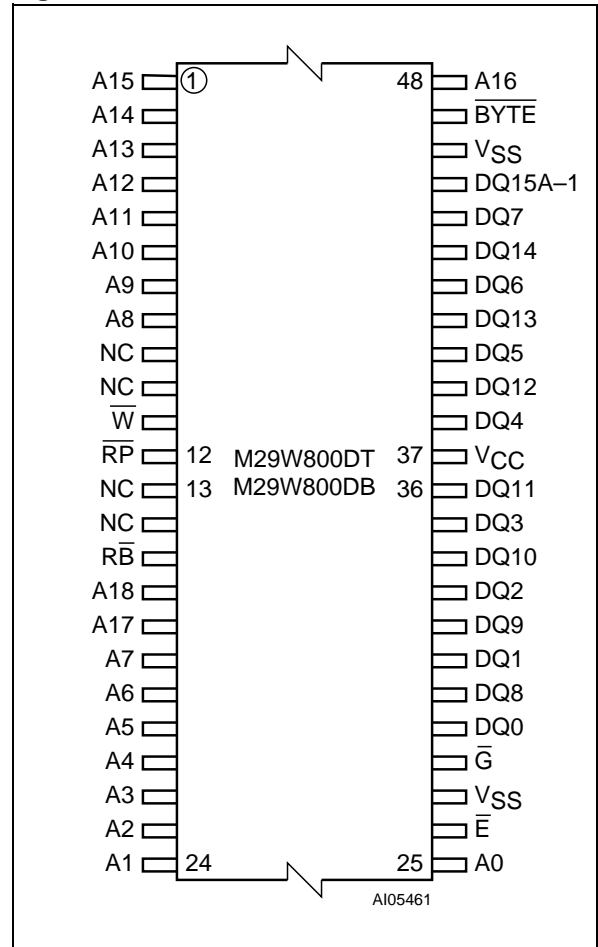 A15 1 48 A16
A14 B̅Y̅T̅E̅
A13 VSS
A12 DQ15A–1
A11 DQ7
A10 DQ14
A9 DQ6
A8 DQ13
NC DQ5
NC DQ12
W̅ DQ4
R̅P̅ 12 M29W800DT 37 VCC
NC 13 M29W800DB 36 DQ11
NC DQ3
RB̅ DQ10
A18 DQ2
A17 DQ9
A7 DQ1
A6 DQ8
A5 DQ0
A4 G̅
A3 VSS
A2 E̅
A1 24 25 A0
AI05461